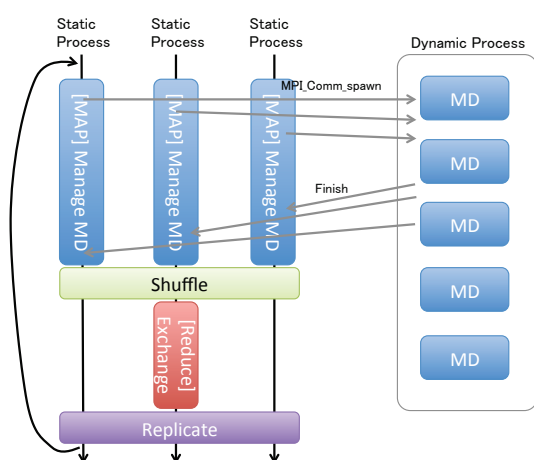 Static
Process
Static
Process
Static
Process
Dynamic Process
MPI_Comm_spawn
[MAP] Manage MD
[MAP] Manage MD
[MAP] Manage MD
MD
MD
Finish
MD
MD
MD
Shuffle
[Reduce]
Exchange
Replicate